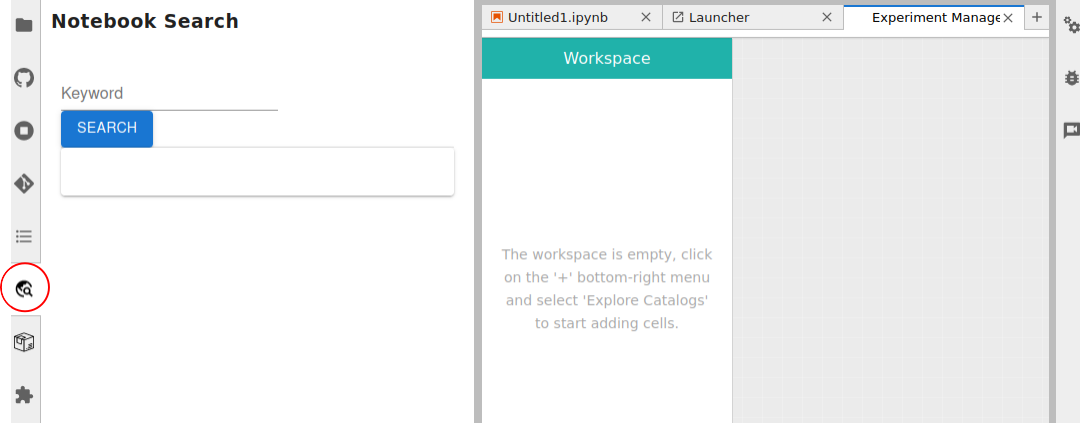 Notebook Search
Keyword
SEARCH
Untitled1.ipynb
Launcher
Experiment Manage
Workspace
The workspace is empty, click
on the '+' bottom-right menu
and select 'Explore Catalogs'
to start adding cells.